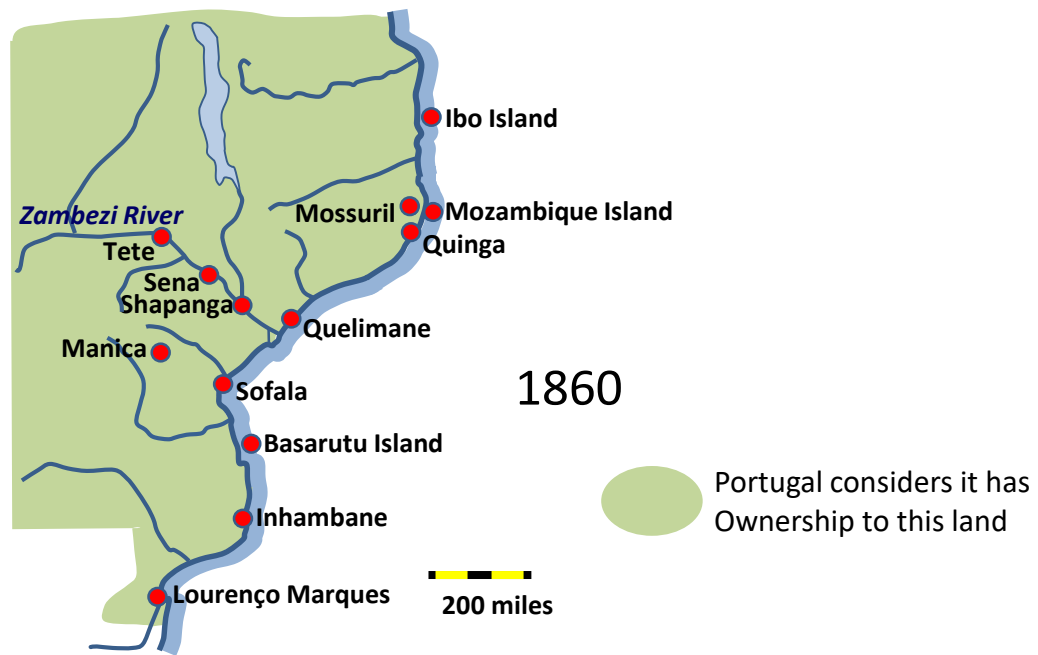 Ibo Island
Mossuril
Mozambique Island
Zambezi River
Quinga
Tete
Sena
Shapanga
Quelimane
Manica
1860
Sofala
Basarutu Island
Portugal considers it has
Ownership to this land
Inhambane
Lourenço Marques
200 miles